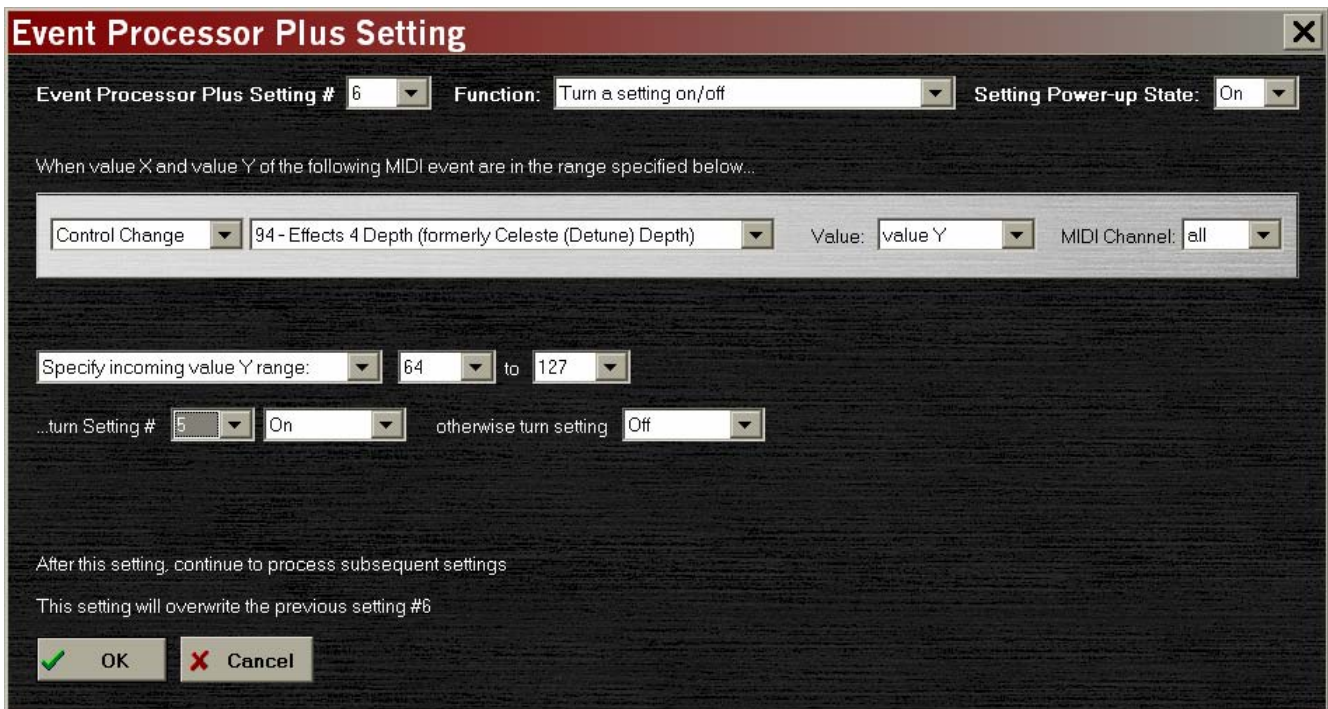 Event Processor Plus Setting
Event Processor Plus Setting # 6 Function: Turn a setting on/off Setting Power-up State: On
When value X and value Y of the following MIDI event are in the range specified below...
Control Change 94 - Effects 4 Depth (formerly Celeste (Detune) Depth) Value: value Y MIDI Channel: all
Specify incoming value Y range: 64 to 127
...turn Setting # 5 On otherwise turn setting Off
After this setting, continue to process subsequent settings
This setting will overwrite the previous setting #6
OK Cancel